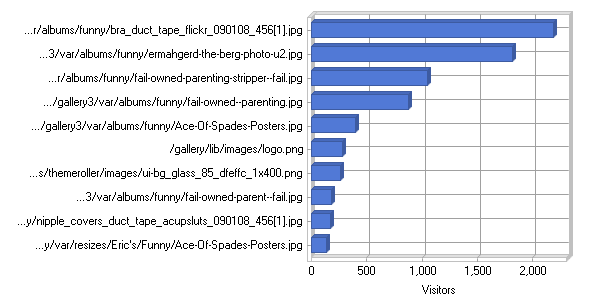 ...r/albums/funny/bra_duct_tape_flickr_090108_456[1].jpg
...3/var/albums/funny/ermahgerd-the-berg-photo-u2.jpg
...r/albums/funny/fail-owned-parenting-stripper--fail.jpg
.../gallery3/var/albums/funny/fail-owned--parenting.jpg
.../gallery3/var/albums/funny/Ace-Of-Spades-Posters.jpg
/gallery/lib/images/logo.png
...s/themeroller/images/ui-bg_glass_85_dfeffc_1x400.png
...3/var/albums/funny/fail-owned-parent--fail.jpg
...y/nipple_covers_duct_tape_acupsluts_090108_456[1].jpg
...y/var/resizes/Eric's/Funny/Ace-Of-Spades-Posters.jpg
0 500 1,000 1,500 2,000
Visitors